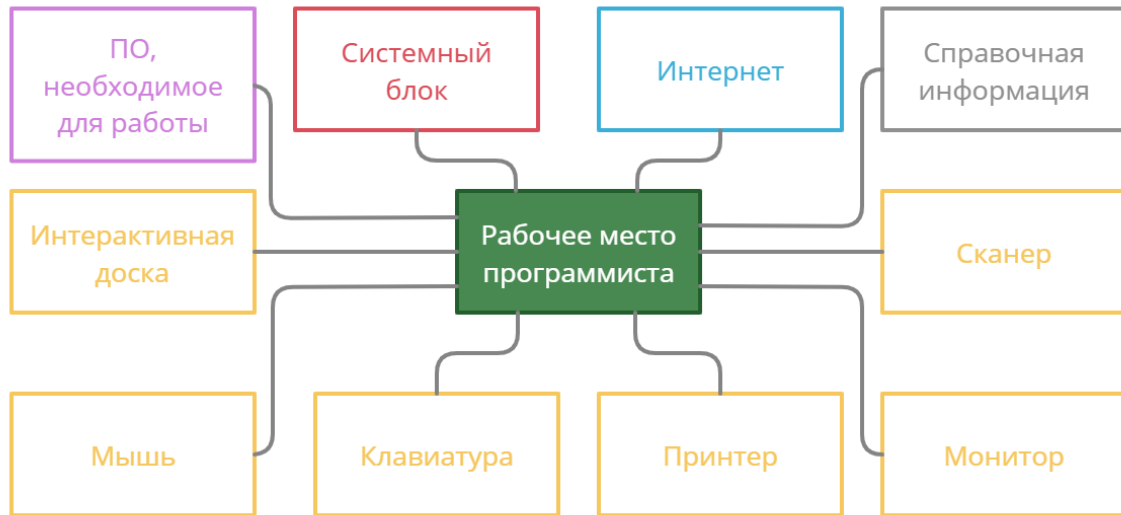 ПО,
необходимое
для работы
Системный
блок
Интернет
Справочная
информация
Интерактивная
доска
Рабочее место
программиста
Сканер
Мышь
Клавиатура
Принтер
Монитор